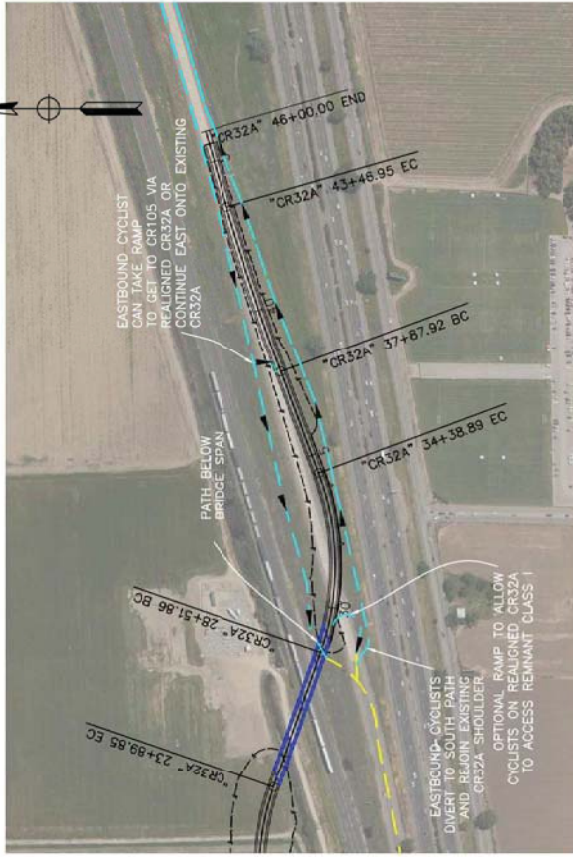 EASTBOUND CYCLIST
CAN TAKE RAMP
TO GET TO CR105 VIA
REALIGNED CR32A OR
CONTINUE EAST ONTO EXISTING
CR32A
"CR32A" 46+00.00 END
"CR32A" 43+46.95 EC
"CR32A" 37+87.92 BC
"CR32A" 34+38.89 EC
PATH BELOW
BRIDGE SPAN
"CR32A" 28+51.86 BC
"CR32A" 23+89.85 EC
EASTBOUND CYCLISTS
DIVERT TO SOUTH PATH
AND REJOIN EXISTING
CR32A SHOULDER
OPTIONAL RAMP TO ALLOW
CYCLISTS ON REALIGNED CR32A
TO ACCESS REMNANT CLASS I